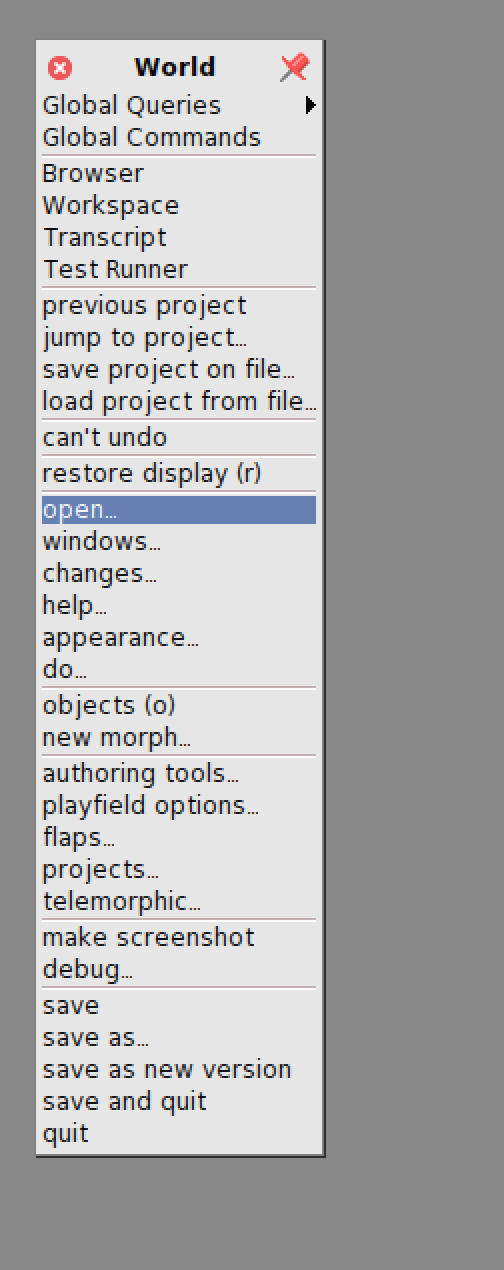 World
Global Queries
Global Commands
Browser
Workspace
Transcript
Test Runner
previous project
jump to project…
save project on file…
load project from file…
can't undo
restore display (r)
open…
windows…
changes…
help…
appearance…
do…
objects (o)
new morph…
authoring tools…
playfield options…
flaps…
projects…
telemorphic…
make screenshot
debug…
save
save as…
save as new version
save and quit
quit